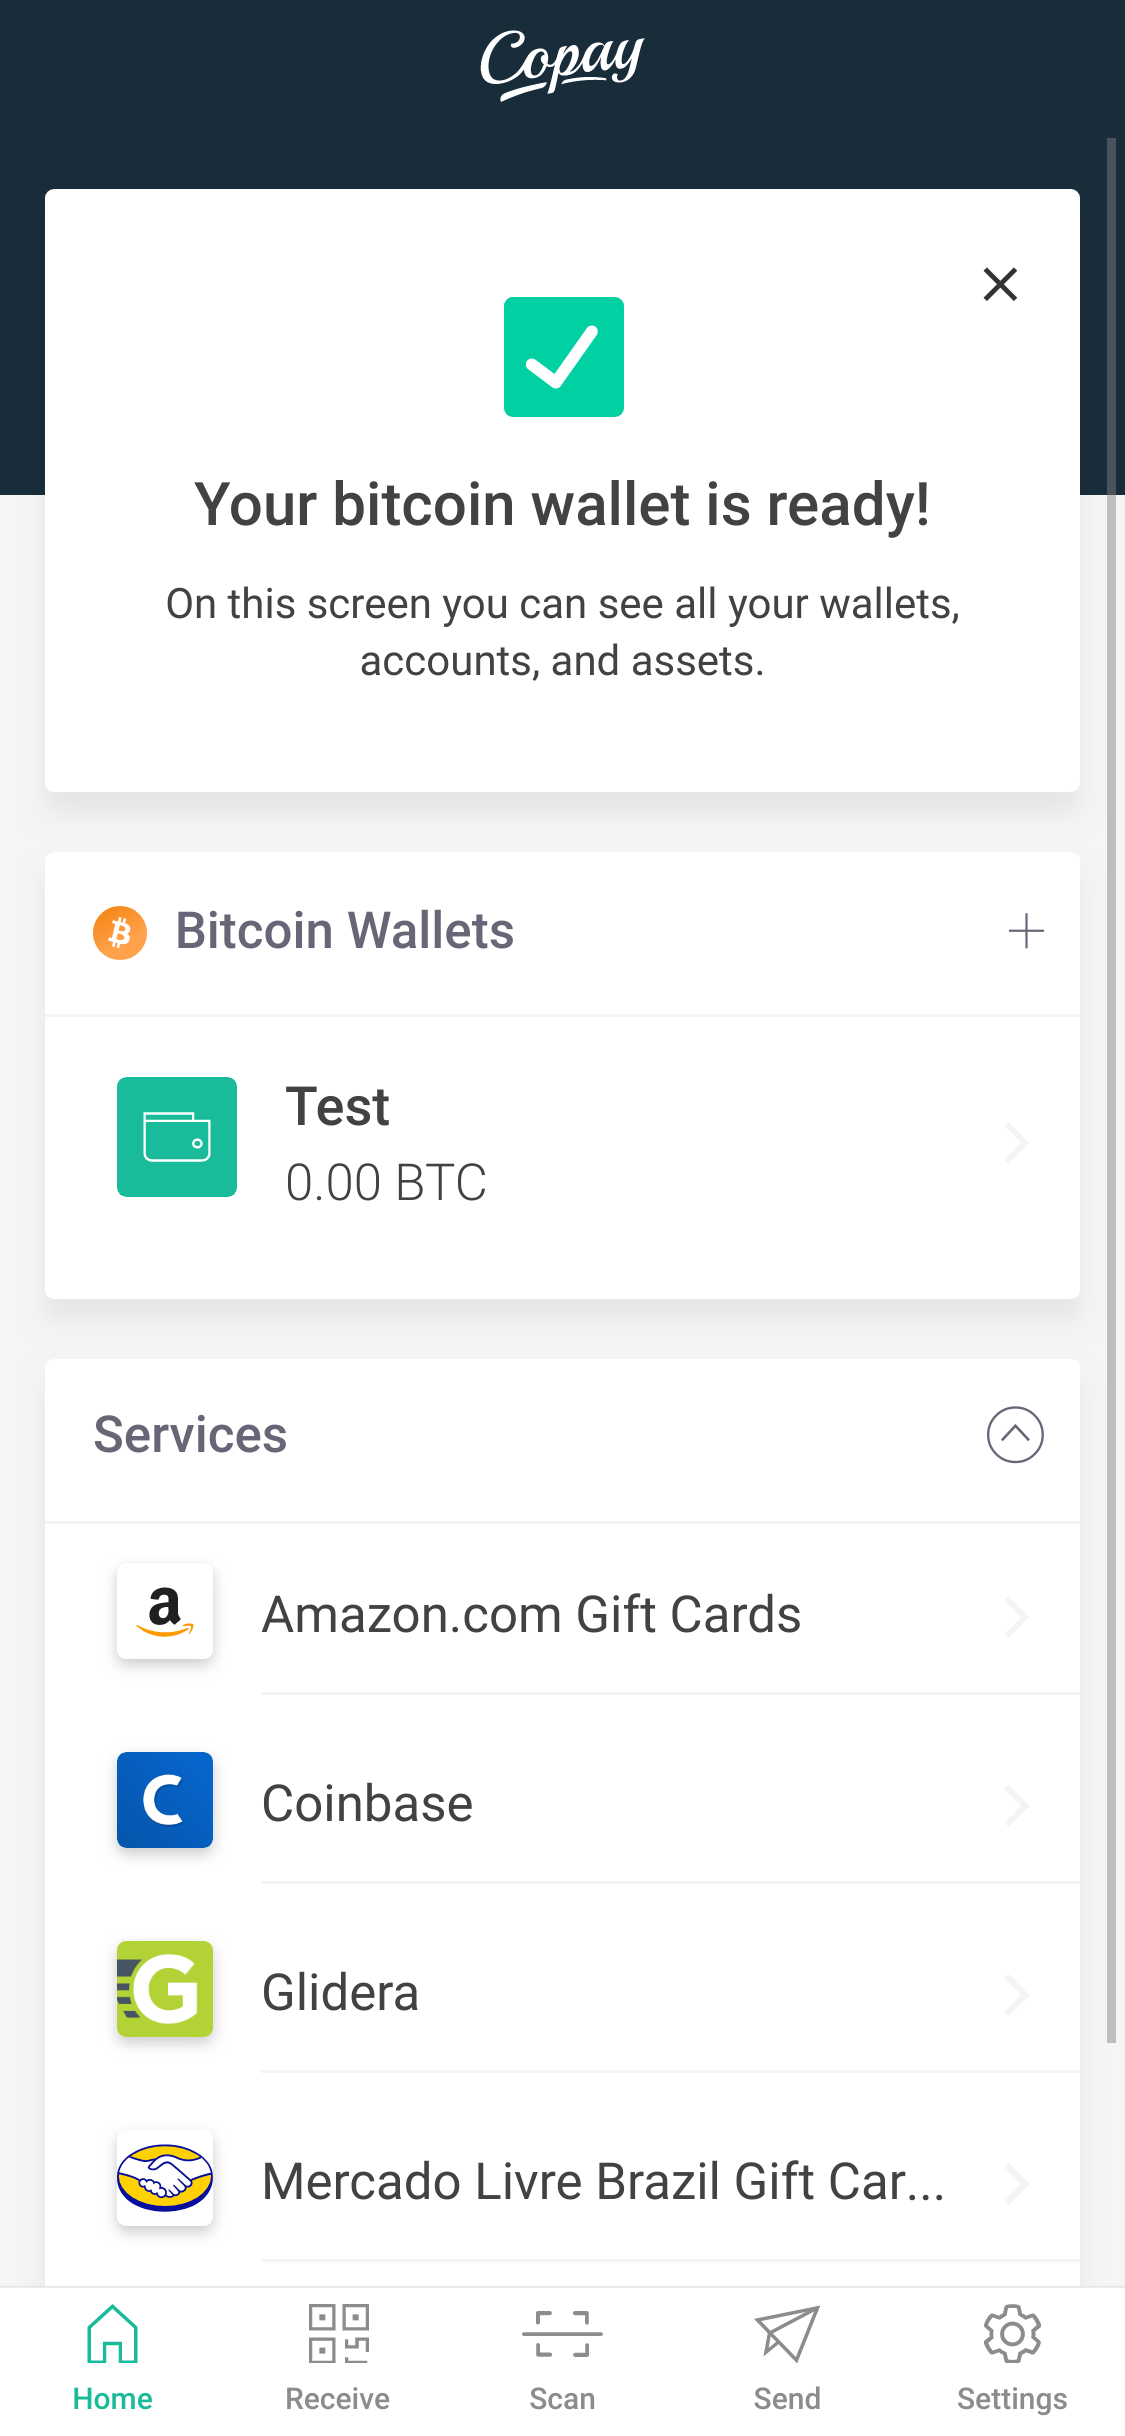 Copay
Your bitcoin wallet is ready!
On this screen you can see all your wallets,
accounts, and assets.
Bitcoin Wallets
Test
0.00 BTC
Services
Amazon.com Gift Cards
Coinbase
Glidera
Mercado Livre Brazil Gift Car...
Home
Receive
Scan
Send
Settings